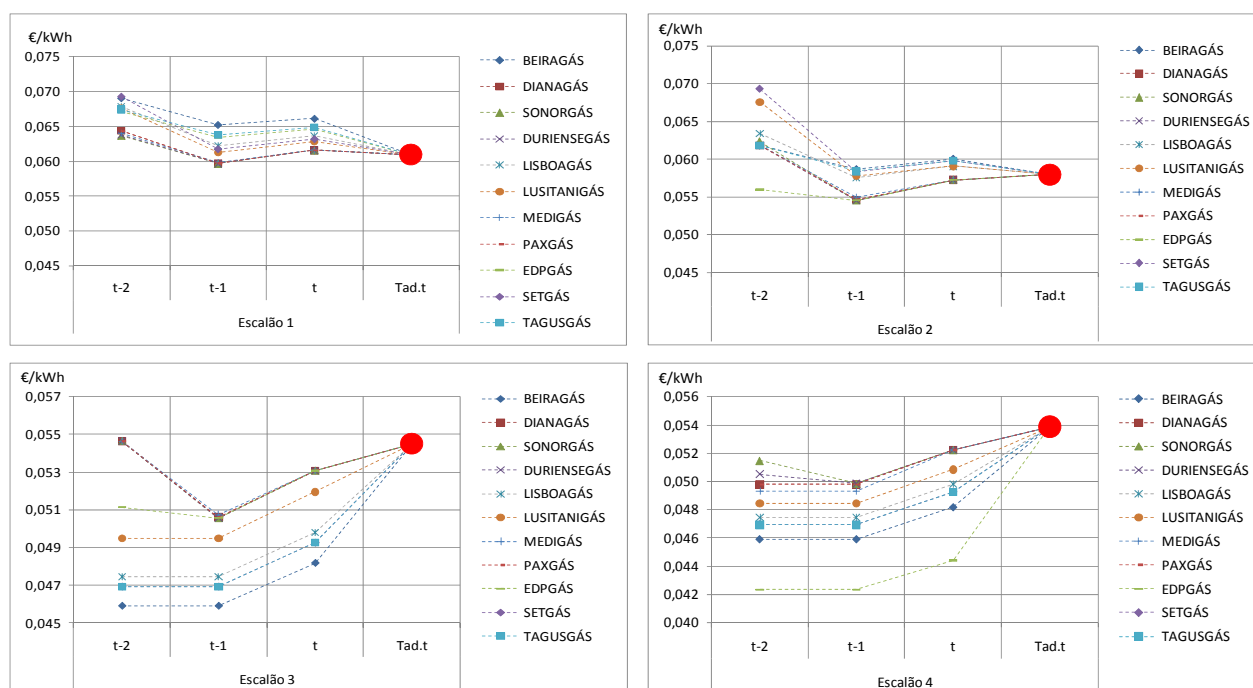 €/kWh
0,075
0,070
0,065
0,060
0,055
0,050
0,045
t-2 t-1 t Tad.t
Escalão 1
BEIRAGÁS
DIANAGÁS
SONORGÁS
DURIENSEGÁS
LISBOAGÁS
LUSITANIGÁS
MEDIGÁS
PAXGÁS
EDPGÁS
SETGÁS
TAGUSGÁS
€/kWh
0,075
0,070
0,065
0,060
0,055
0,050
0,045
t-2 t-1 t Tad.t
Escalão 2
BEIRAGÁS
DIANAGÁS
SONORGÁS
DURIENSEGÁS
LISBOAGÁS
LUSITANIGÁS
MEDIGÁS
PAXGÁS
EDPGÁS
SETGÁS
TAGUSGÁS
€/kWh
0,057
0,055
0,053
0,051
0,049
0,047
0,045
t-2 t-1 t Tad.t
Escalão 3
BEIRAGÁS
DIANAGÁS
SONORGÁS
DURIENSEGÁS
LISBOAGÁS
LUSITANIGÁS
MEDIGÁS
PAXGÁS
EDPGÁS
SETGÁS
TAGUSGÁS
€/kWh
0,056
0,054
0,052
0,050
0,048
0,046
0,044
0,042
0,040
t-2 t-1 t Tad.t
Escalão 4
BEIRAGÁS
DIANAGÁS
SONORGÁS
DURIENSEGÁS
LISBOAGÁS
LUSITANIGÁS
MEDIGÁS
PAXGÁS
EDPGÁS
SETGÁS
TAGUSGÁS